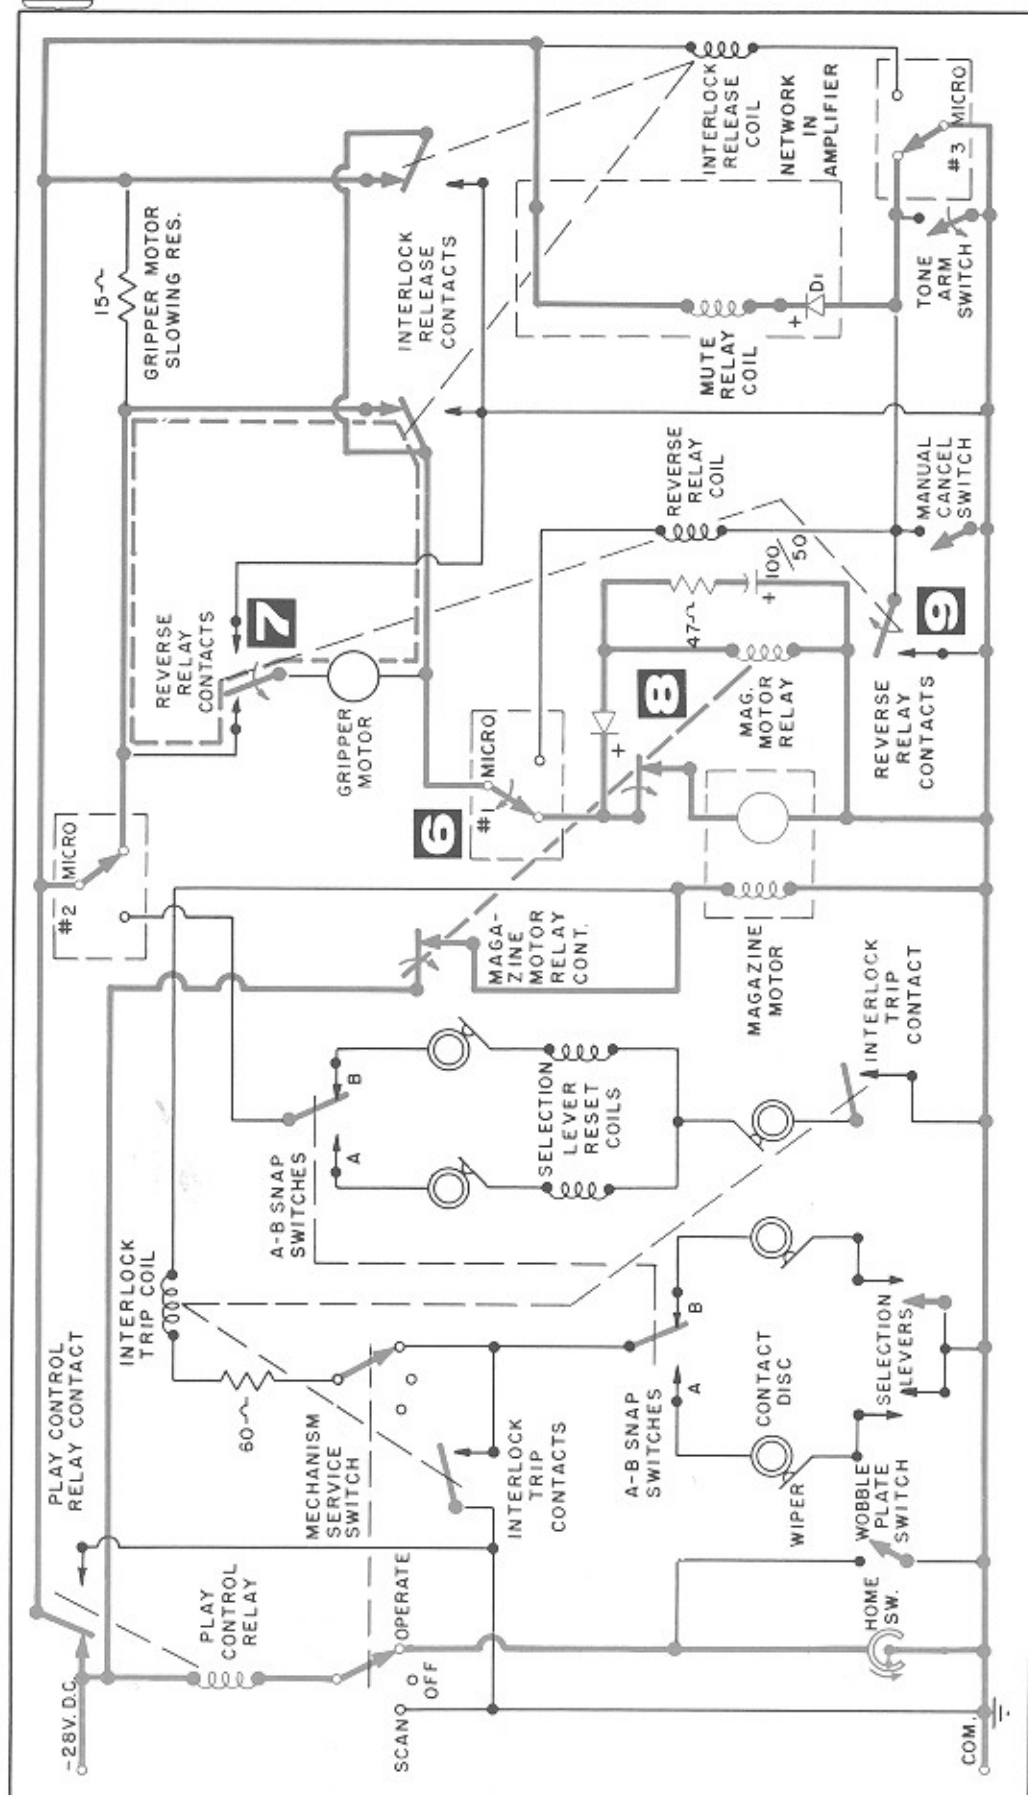 -28V. D.C.
PLAY CONTROL
RELAY CONTACT
PLAY
CONTROL
RELAY
SCAN
OFF
OPERATE
COM.
HOME
SW.
WOBBLE
PLATE
SWITCH
MECHANISM
SERVICE
SWITCH
60~
INTERLOCK
TRIP COIL
INTERLOCK
TRIP
CONTACTS
A-B SNAP
SWITCHES
A
B
WIPER
CONTACT
DISC
SELECTION
LEVERS
A-B SNAP
SWITCHES
A
B
SELECTION
LEVER
RESET
COILS
INTERLOCK
TRIP
CONTACT
MAGA-
ZINE
MOTOR
RELAY
CONT.
MAGAZINE
MOTOR
#2
MICRO
6
#1
MICRO
8
MAG.
MOTOR
RELAY
+
47~
+
100/50
REVERSE
RELAY
CONTACTS
7
GRIPPER
MOTOR
REVERSE
RELAY
CONTACTS
9
REVERSE
RELAY
COIL
MANUAL
CANCEL
SWITCH
15~
GRIPPER MOTOR
SLOWING RES.
INTERLOCK
RELEASE
CONTACTS
MUTE
RELAY
COIL
+
D1
TONE
ARM
SWITCH
INTERLOCK
RELEASE
COIL
NETWORK
IN
AMPLIFIER
#3
MICRO